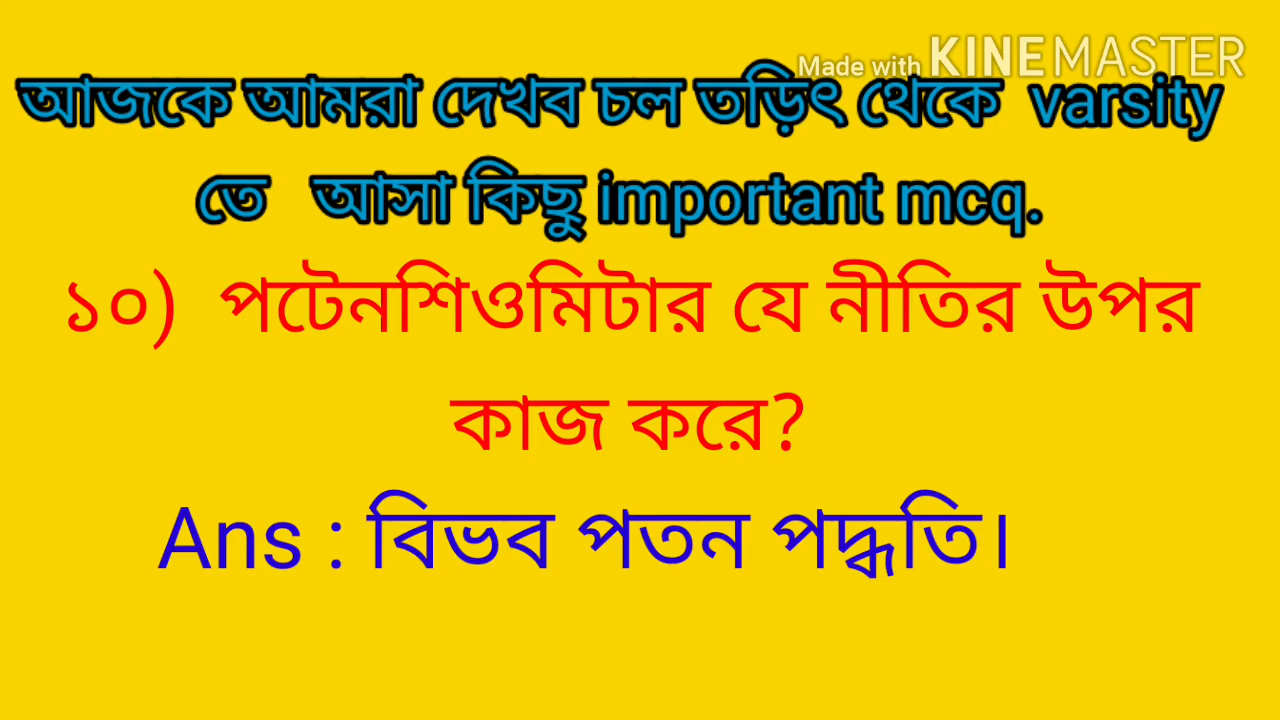 Made with KINEMASTER
আজকে আমরা দেখব চল তড়িৎ থেকে varsity
তে আসা কিছু important mcq.
১০) পটেনশিওমিটার যে নীতির উপর
কাজ করে?
Ans : বিভব পতন পদ্ধতি।